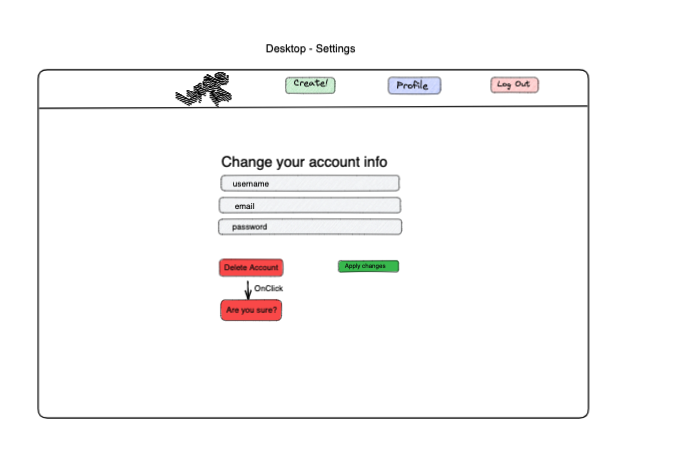 Desktop - Settings
Create!
Profile
Log Out
Change your account info
username
email
password
Delete Account
Apply changes
OnClick
Are you sure?